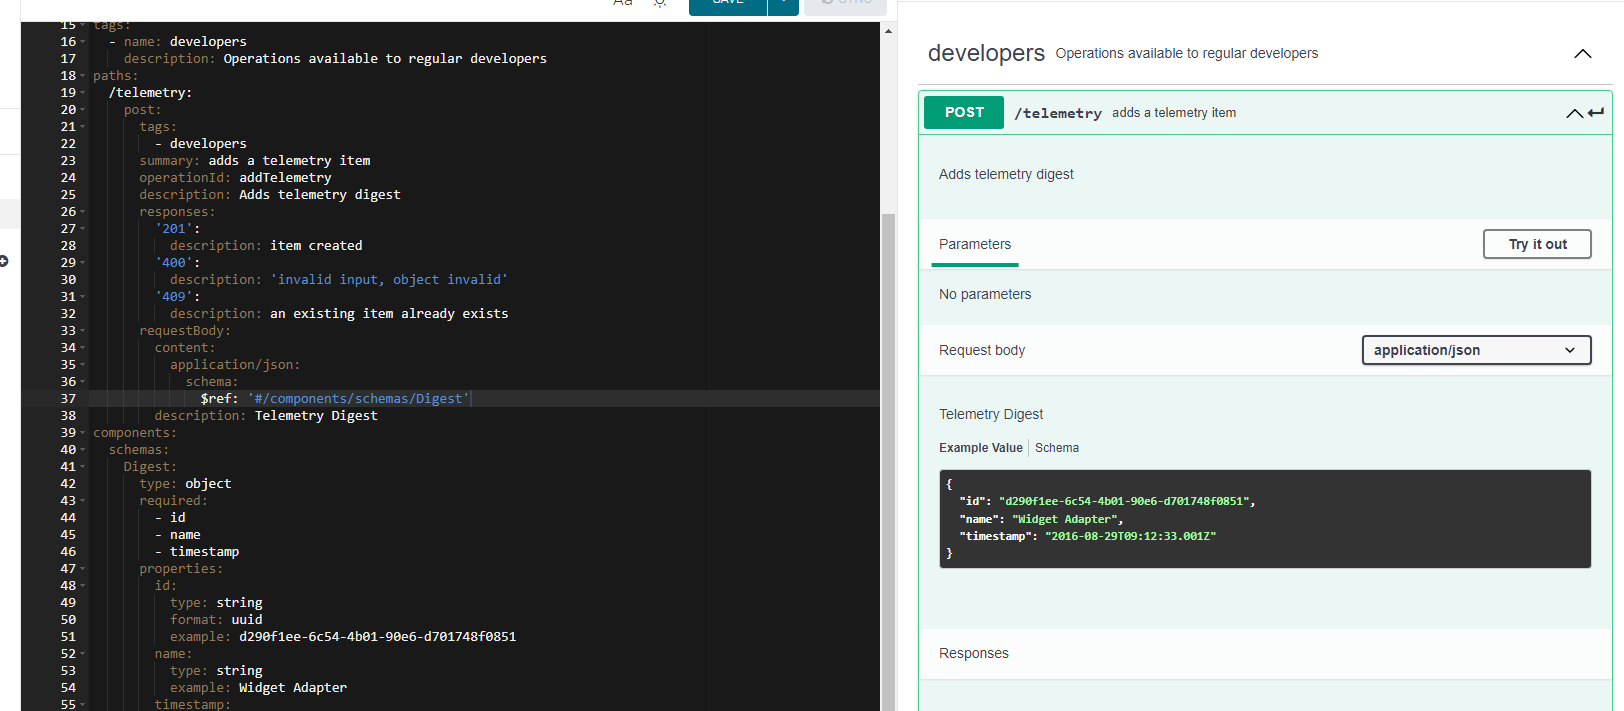 Aa SAVE SYNC
15 tags:
16 - name: developers
17 description: Operations available to regular developers
18 paths:
19 /telemetry:
20 post:
21 tags:
22 - developers
23 summary: adds a telemetry item
24 operationId: addTelemetry
25 description: Adds telemetry digest
26 responses:
27 '201':
28 description: item created
29 '400':
30 description: 'invalid input, object invalid'
31 '409':
32 description: an existing item already exists
33 requestBody:
34 content:
35 application/json:
36 schema:
37 $ref: '#/components/schemas/Digest'
38 description: Telemetry Digest
39 components:
40 schemas:
41 Digest:
42 type: object
43 required:
44 - id
45 - name
46 - timestamp
47 properties:
48 id:
49 type: string
50 format: uuid
51 example: d290f1ee-6c54-4b01-90e6-d701748f0851
52 name:
53 type: string
54 example: Widget Adapter
55 timestamp:
developers Operations available to regular developers
POST /telemetry adds a telemetry item
Adds telemetry digest
Parameters Try it out
No parameters
Request body application/json
Telemetry Digest
Example Value Schema
{
"id": "d290f1ee-6c54-4b01-90e6-d701748f0851",
"name": "Widget Adapter",
"timestamp": "2016-08-29T09:12:33.001Z"
}
Responses